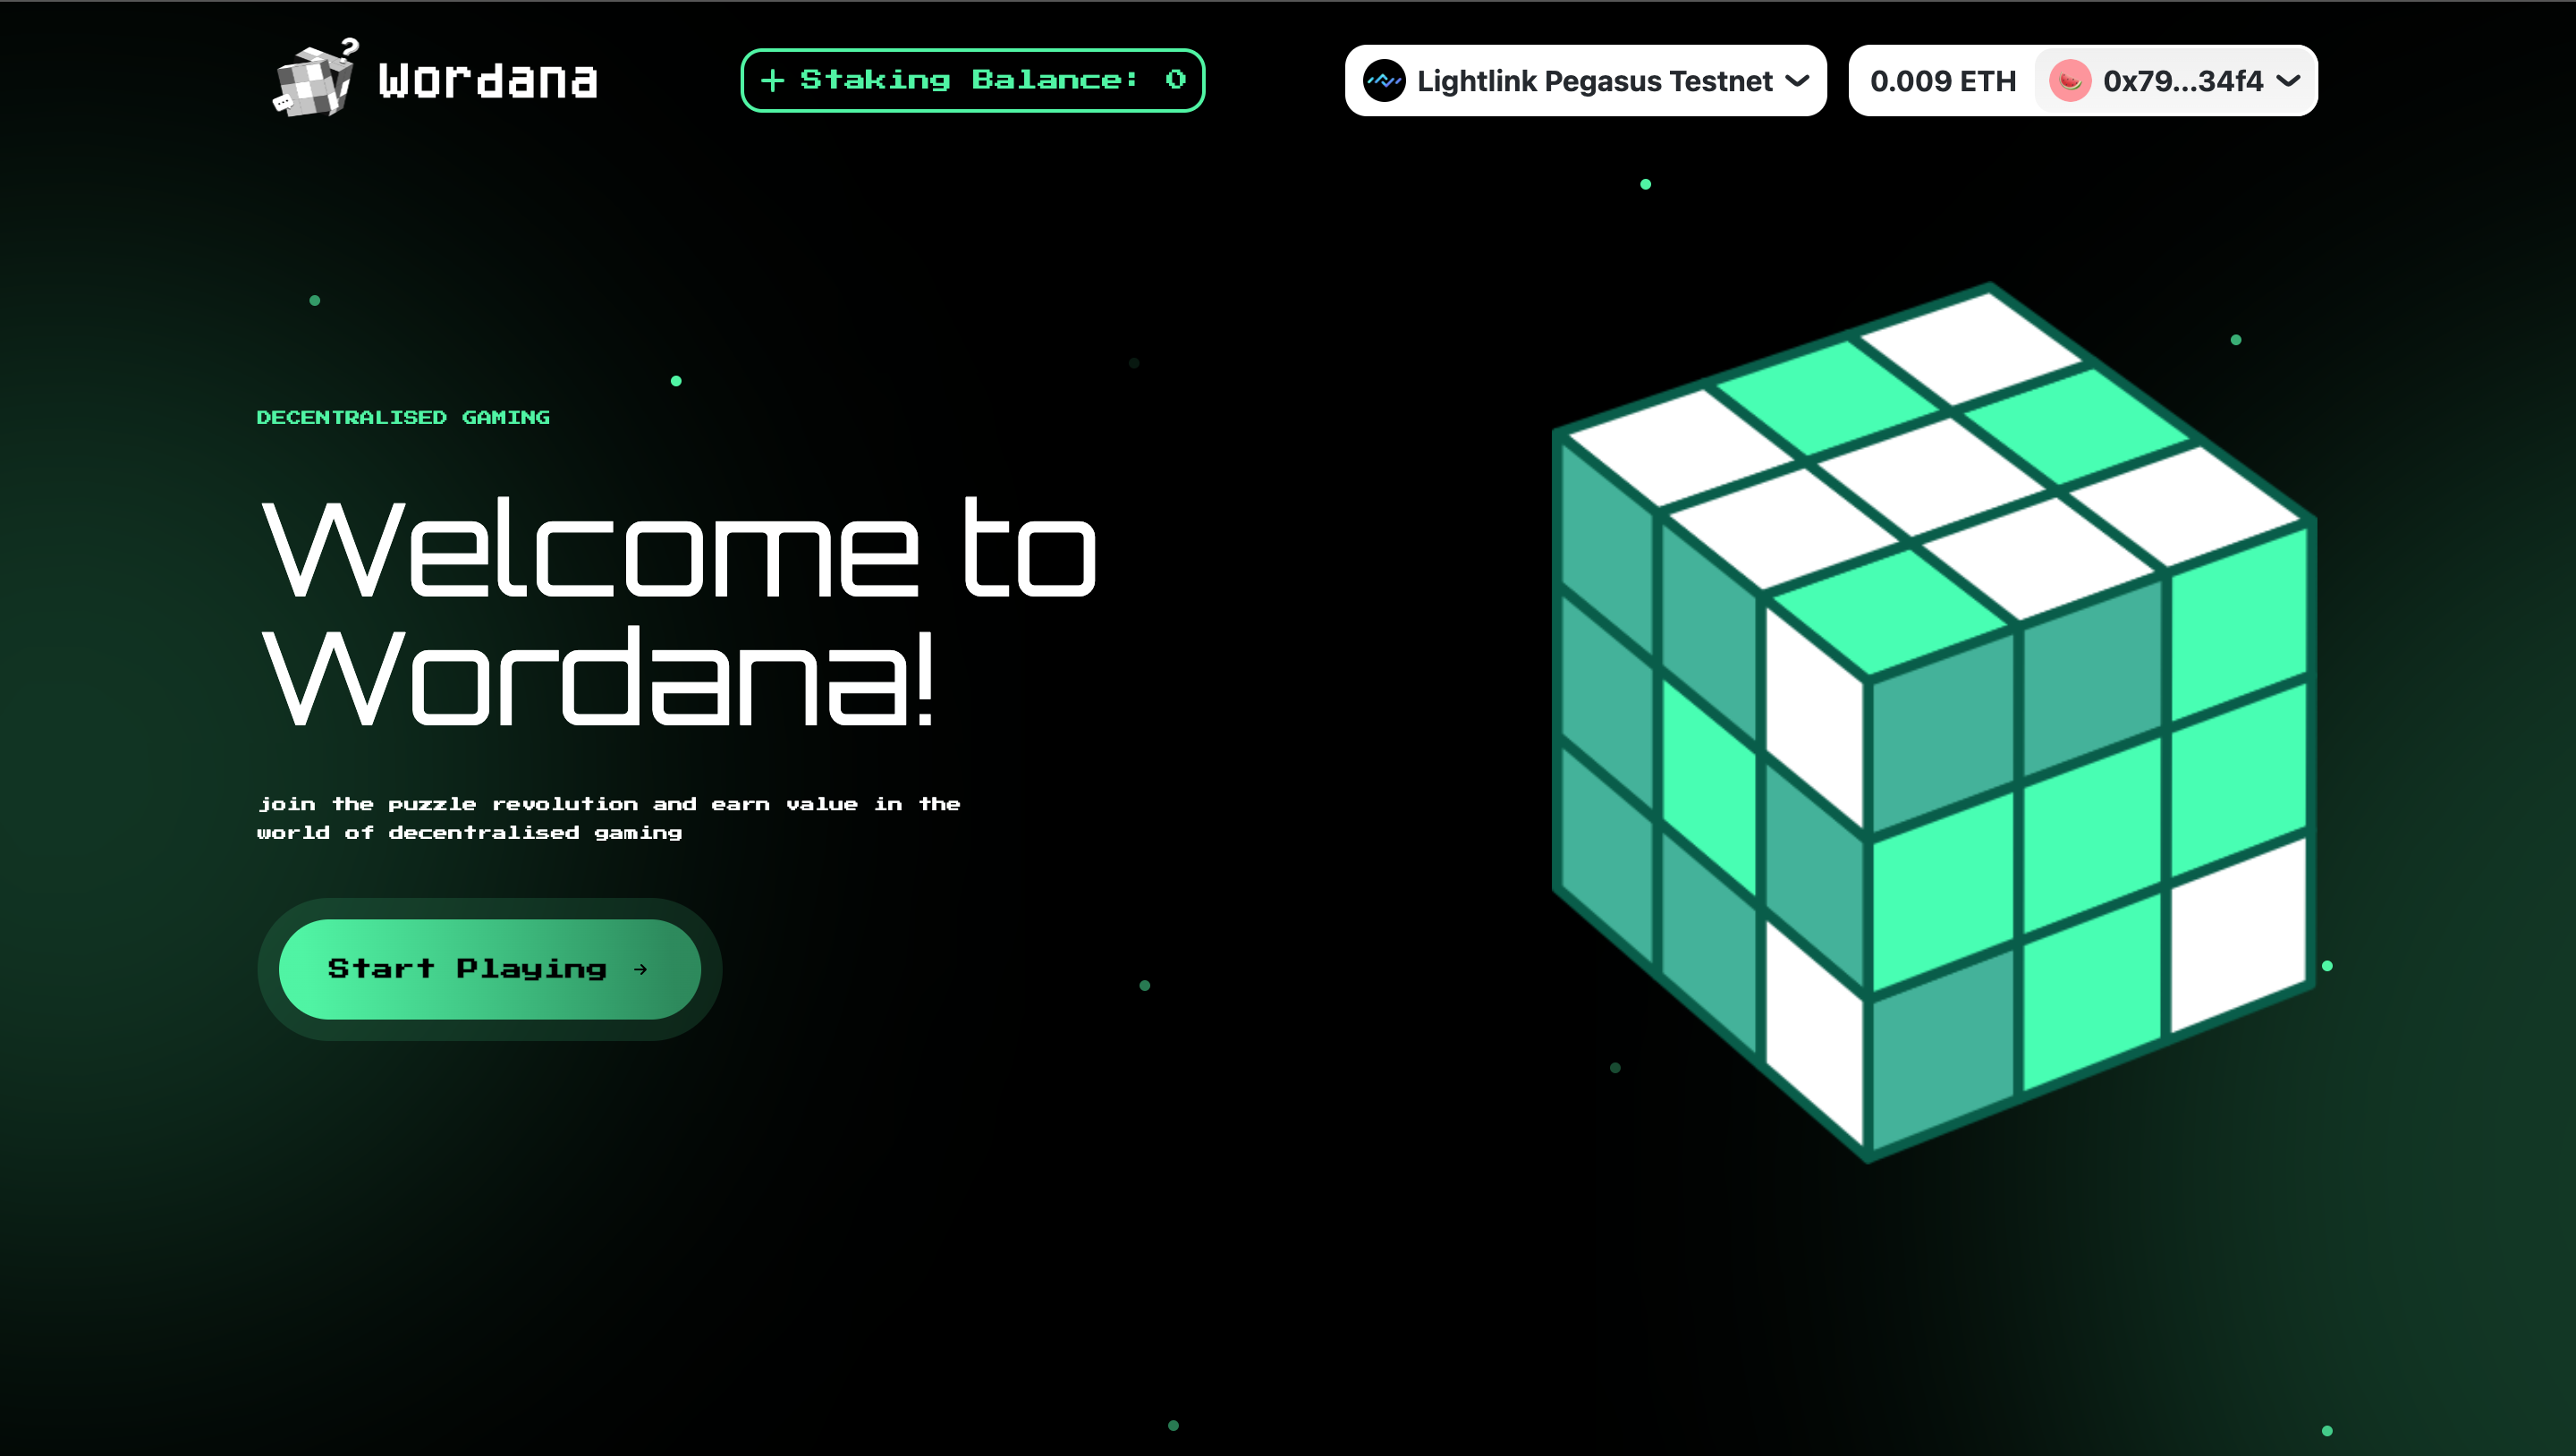 Wordana
+ Staking Balance: 0
Lightlink Pegasus Testnet
0.009 ETH
0x79...34f4
DECENTRALISED GAMING
Welcome to
Wordana!
join the puzzle revolution and earn value in the
world of decentralised gaming
Start Playing →